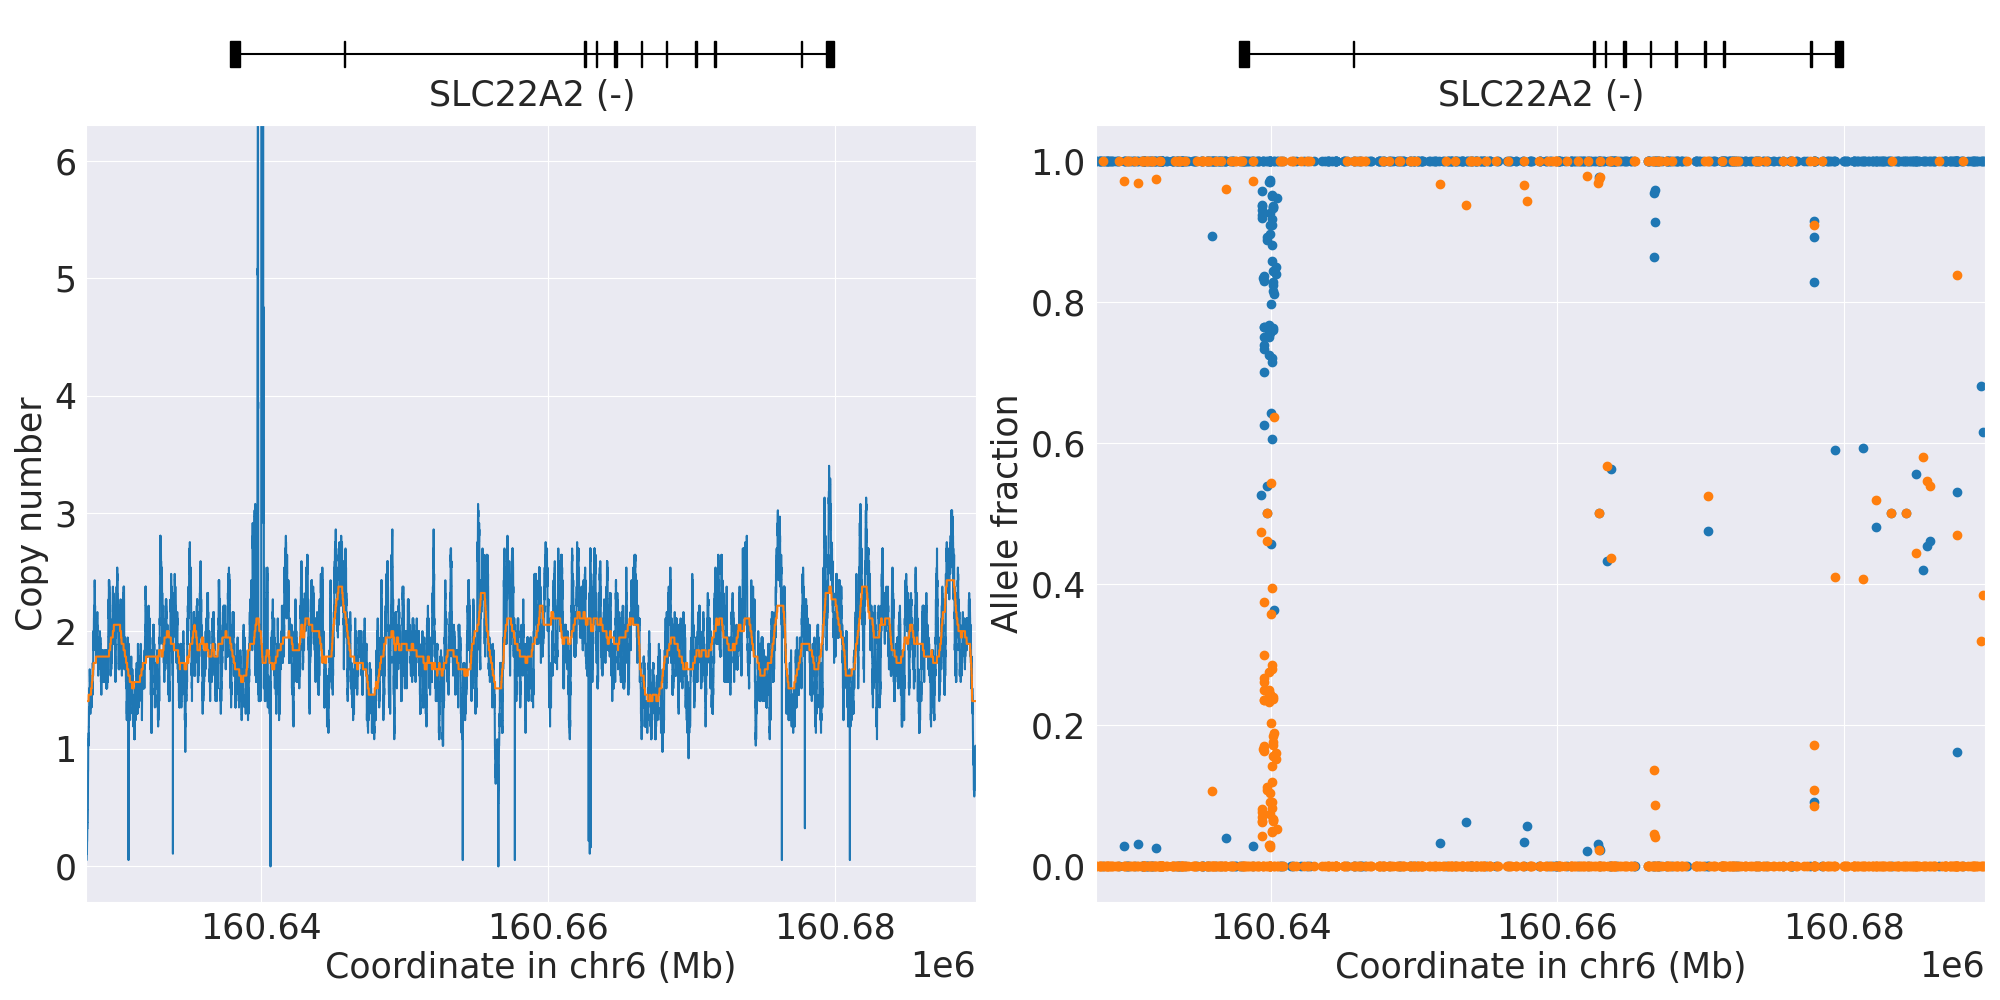 SLC22A2 (-)
6
5
4
3
2
1
0
Copy number
160.64
160.66
160.68
Coordinate in chr6 (Mb)
1e6
SLC22A2 (-)
1.0
0.8
0.6
0.4
0.2
0.0
Allele fraction
160.64
160.66
160.68
Coordinate in chr6 (Mb)
1e6